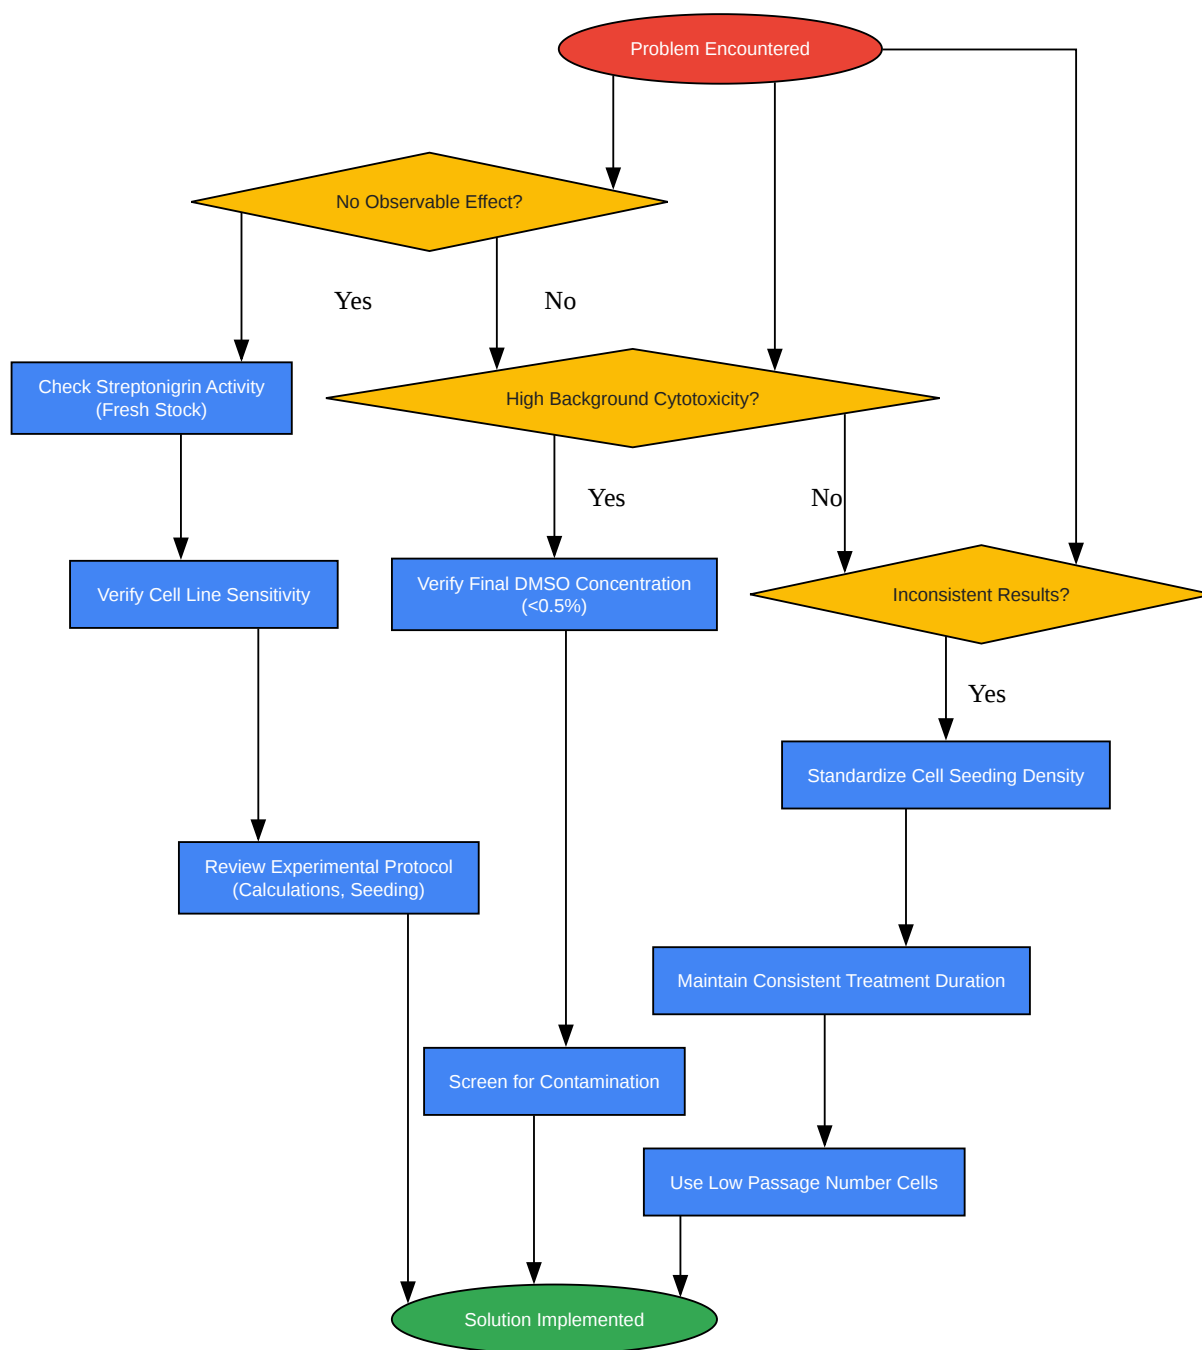 Problem Encountered
No Observable Effect?
Yes
No
Check Streptonigrin Activity
(Fresh Stock)
High Background Cytotoxicity?
Yes
No
Verify Cell Line Sensitivity
Verify Final DMSO Concentration
(<0.5%)
Inconsistent Results?
Yes
Standardize Cell Seeding Density
Review Experimental Protocol
(Calculations, Seeding)
Maintain Consistent Treatment Duration
Screen for Contamination
Use Low Passage Number Cells
Solution Implemented